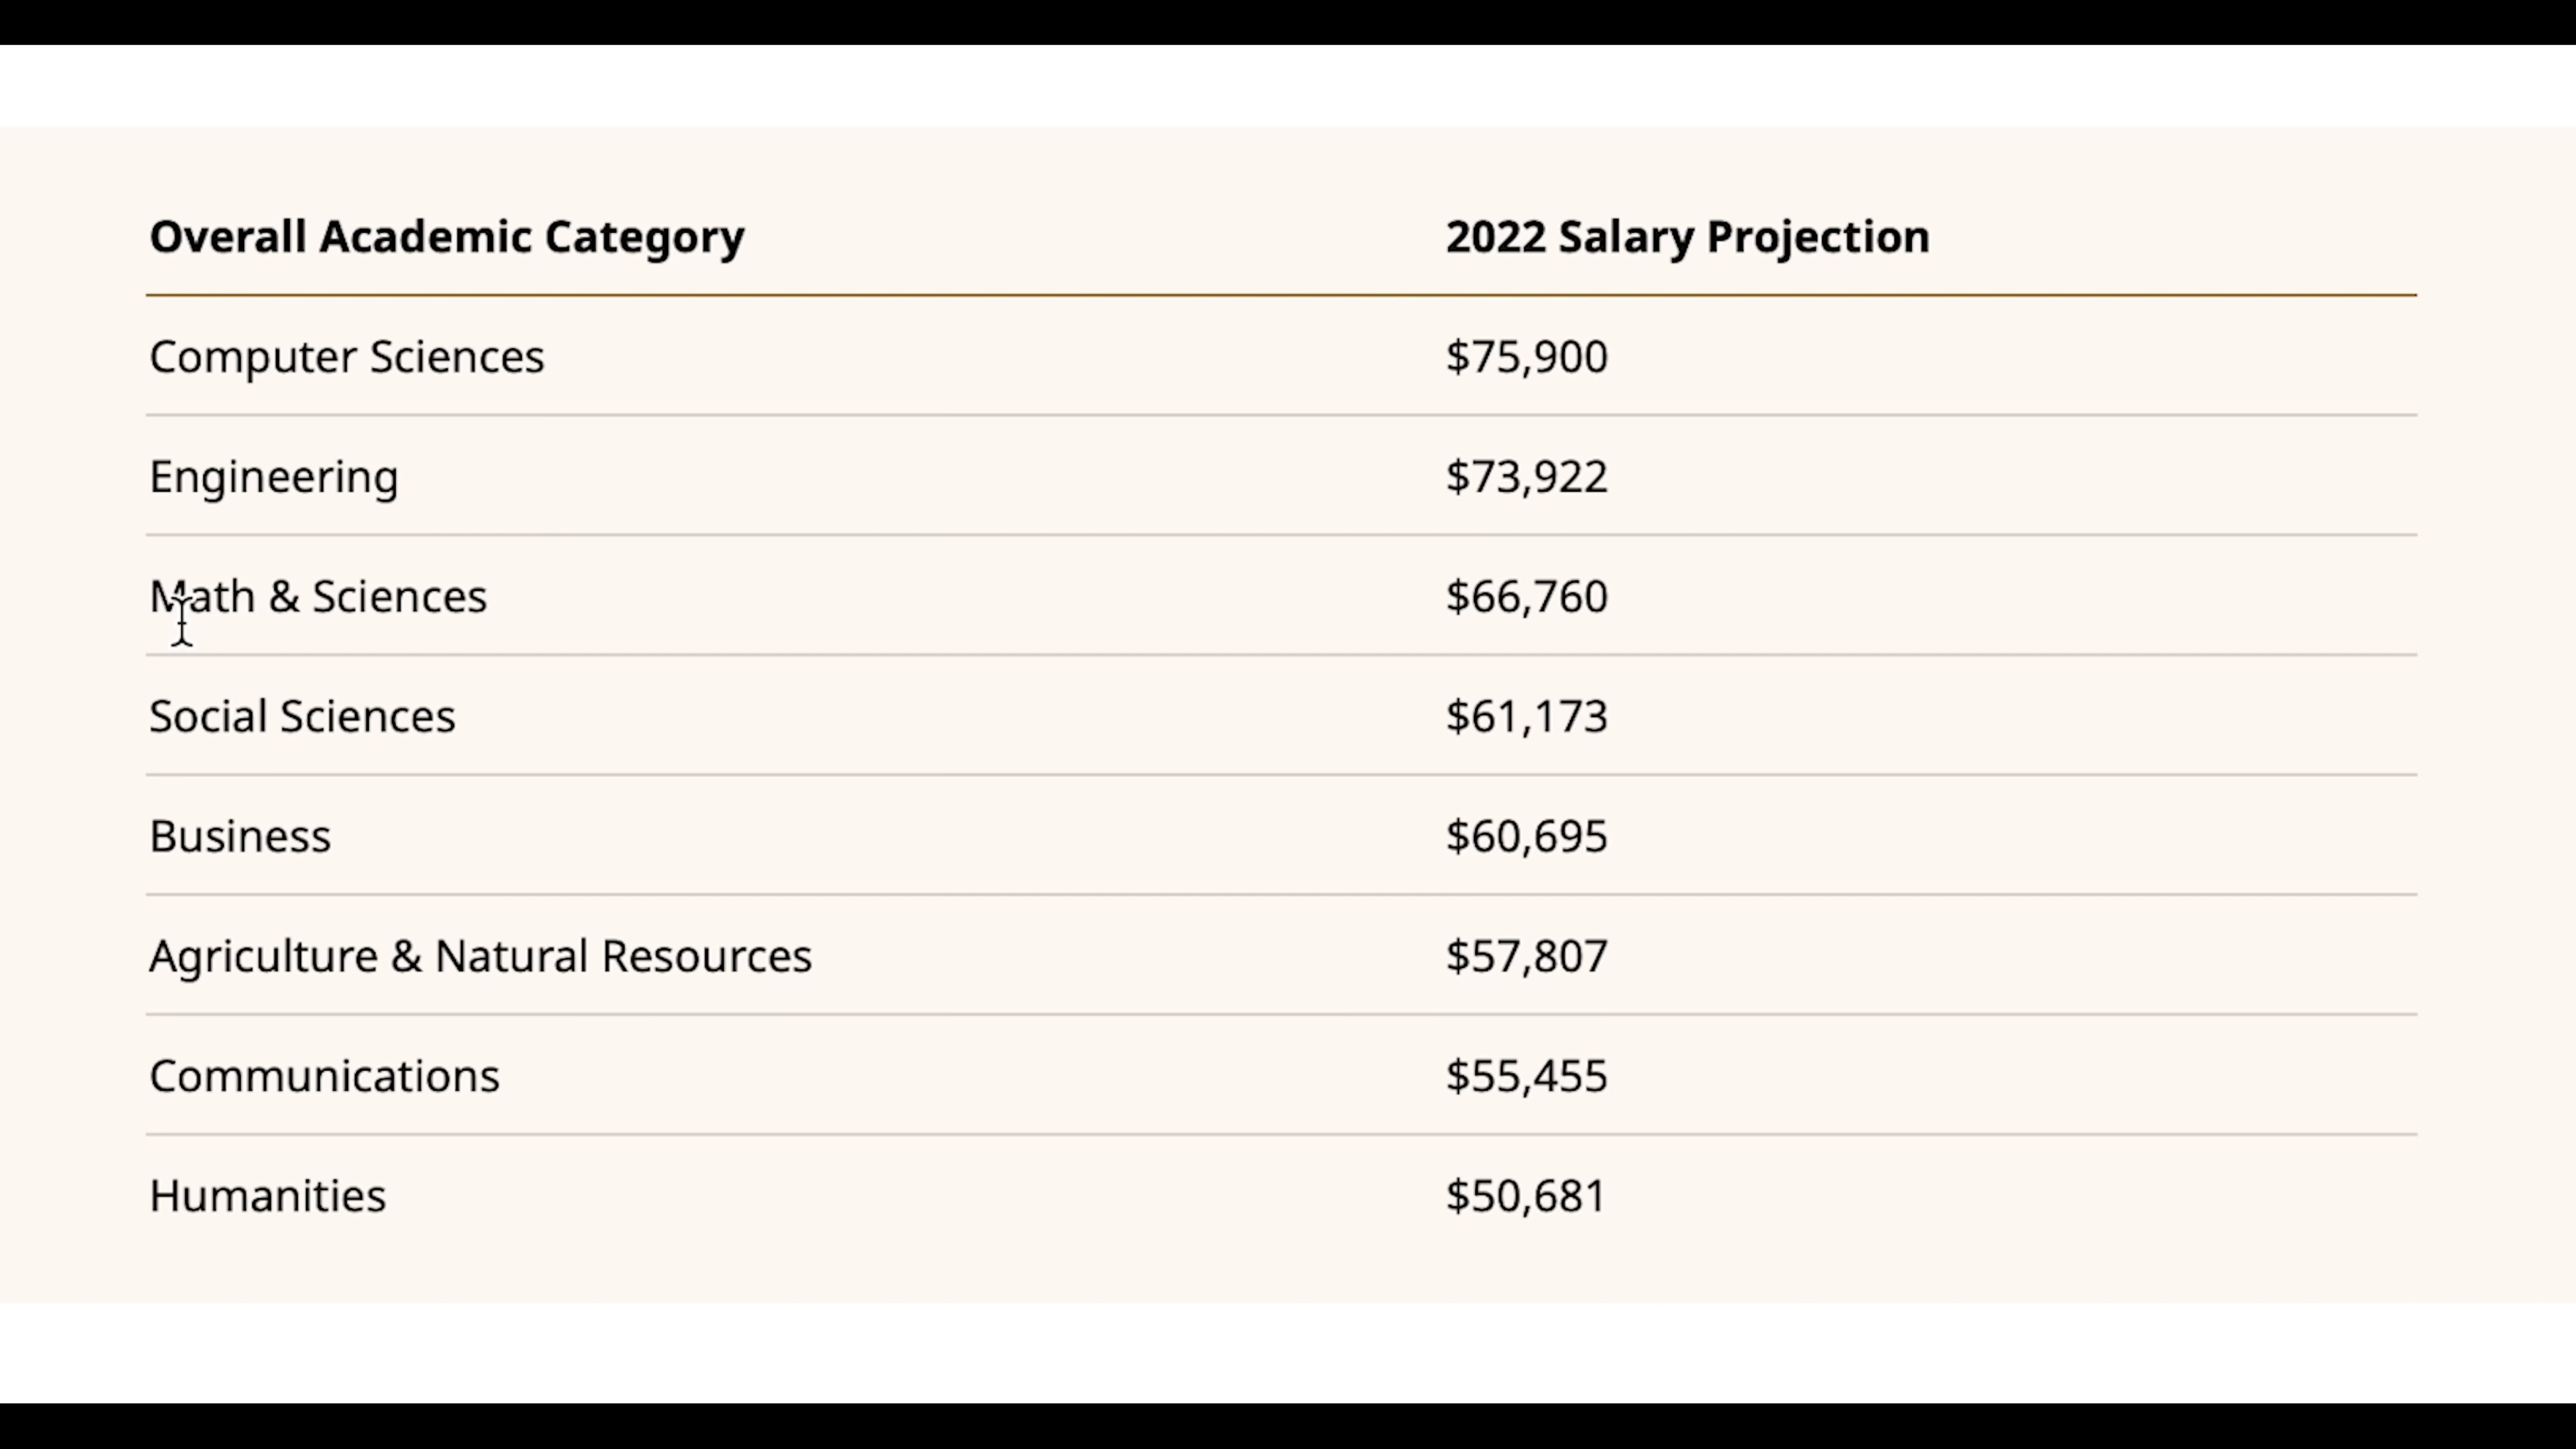 Overall Academic Category 2022 Salary Projection
Computer Sciences $75,900
Engineering $73,922
Math & Sciences $66,760
Social Sciences $61,173
Business $60,695
Agriculture & Natural Resources $57,807
Communications $55,455
Humanities $50,681